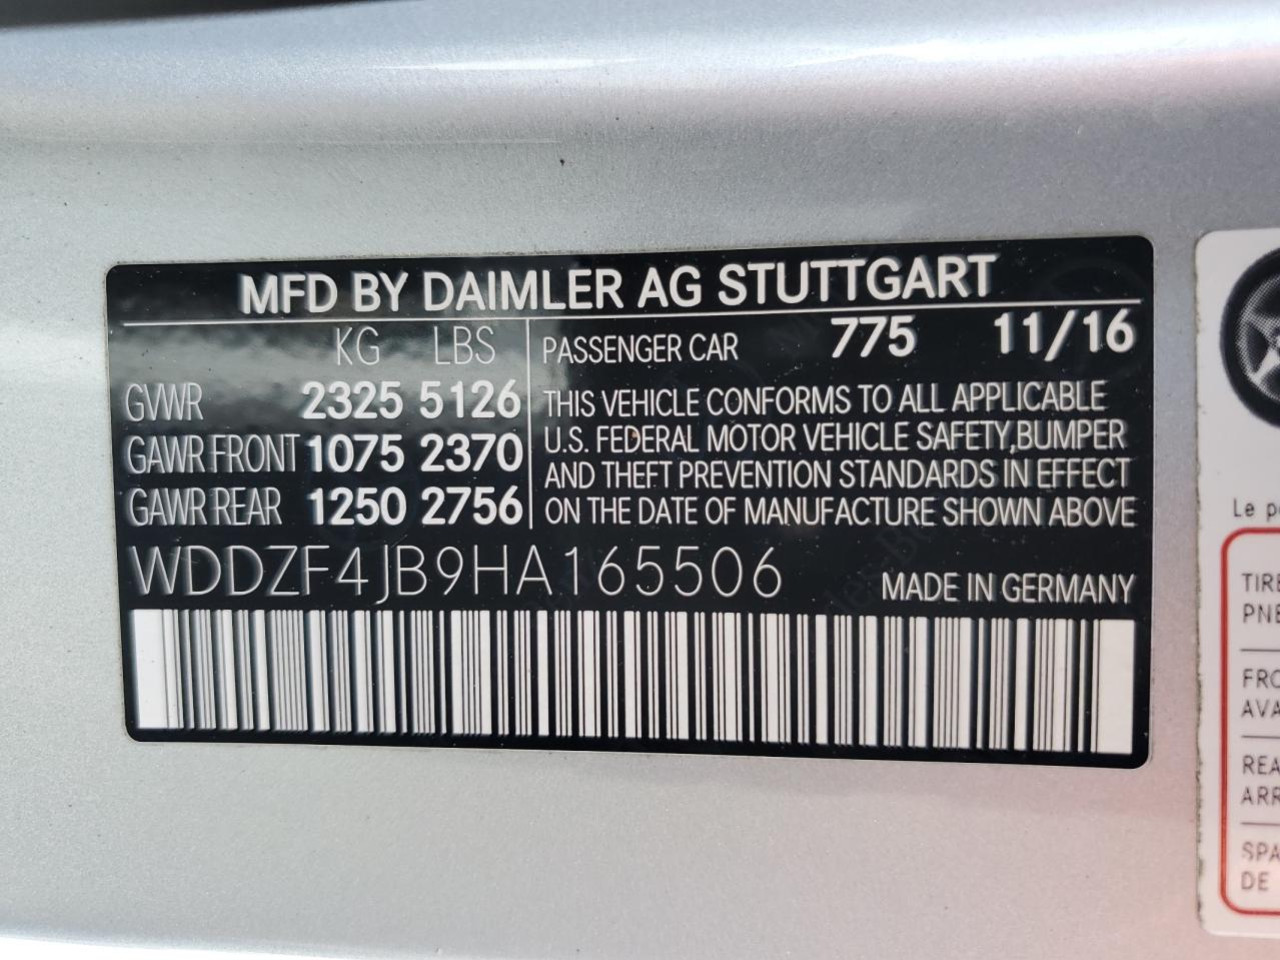 MFD BY DAIMLER AG STUTTGART
KG LBS
GVWR 2325 5126
GAWR FRONT 1075 2370
GAWR REAR 1250 2756
PASSENGER CAR 775 11/16
THIS VEHICLE CONFORMS TO ALL APPLICABLE
U.S. FEDERAL MOTOR VEHICLE SAFETY,BUMPER
AND THEFT PREVENTION STANDARDS IN EFFECT
ON THE DATE OF MANUFACTURE SHOWN ABOVE
WDDZF4JB9HA165506 MADE IN GERMANY
Le
DE